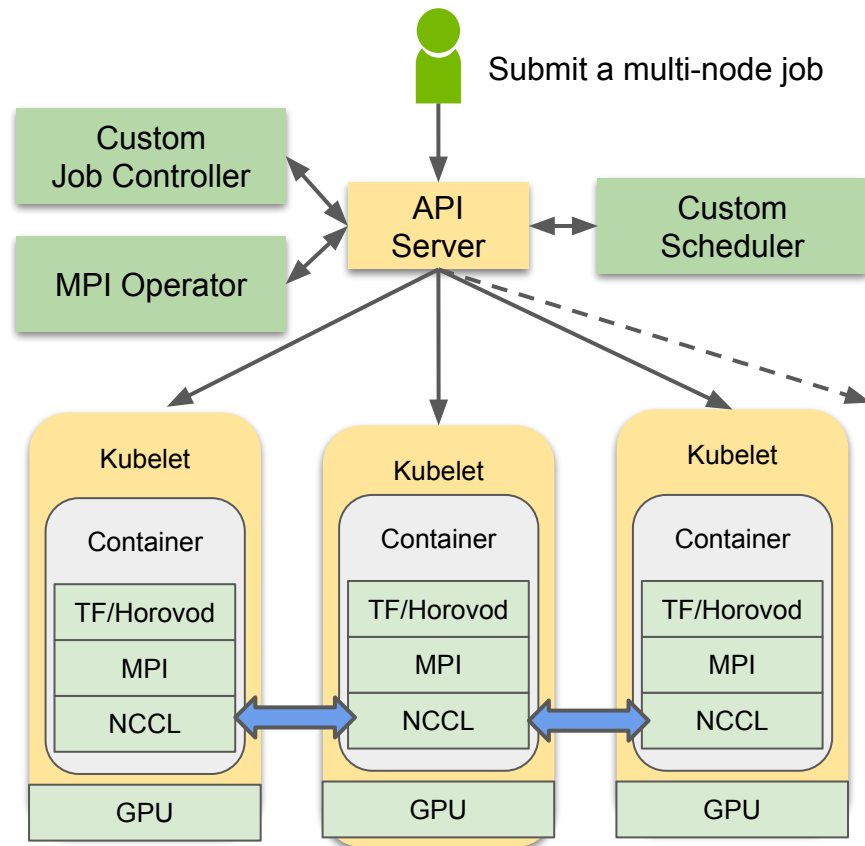 Submit a multi-node job
Custom
Job Controller
API
Server
Custom
Scheduler
MPI Operator
Kubelet
Container
TF/Horovod
MPI
NCCL
GPU
Kubelet
Container
TF/Horovod
MPI
NCCL
GPU
Kubelet
Container
TF/Horovod
MPI
NCCL
GPU